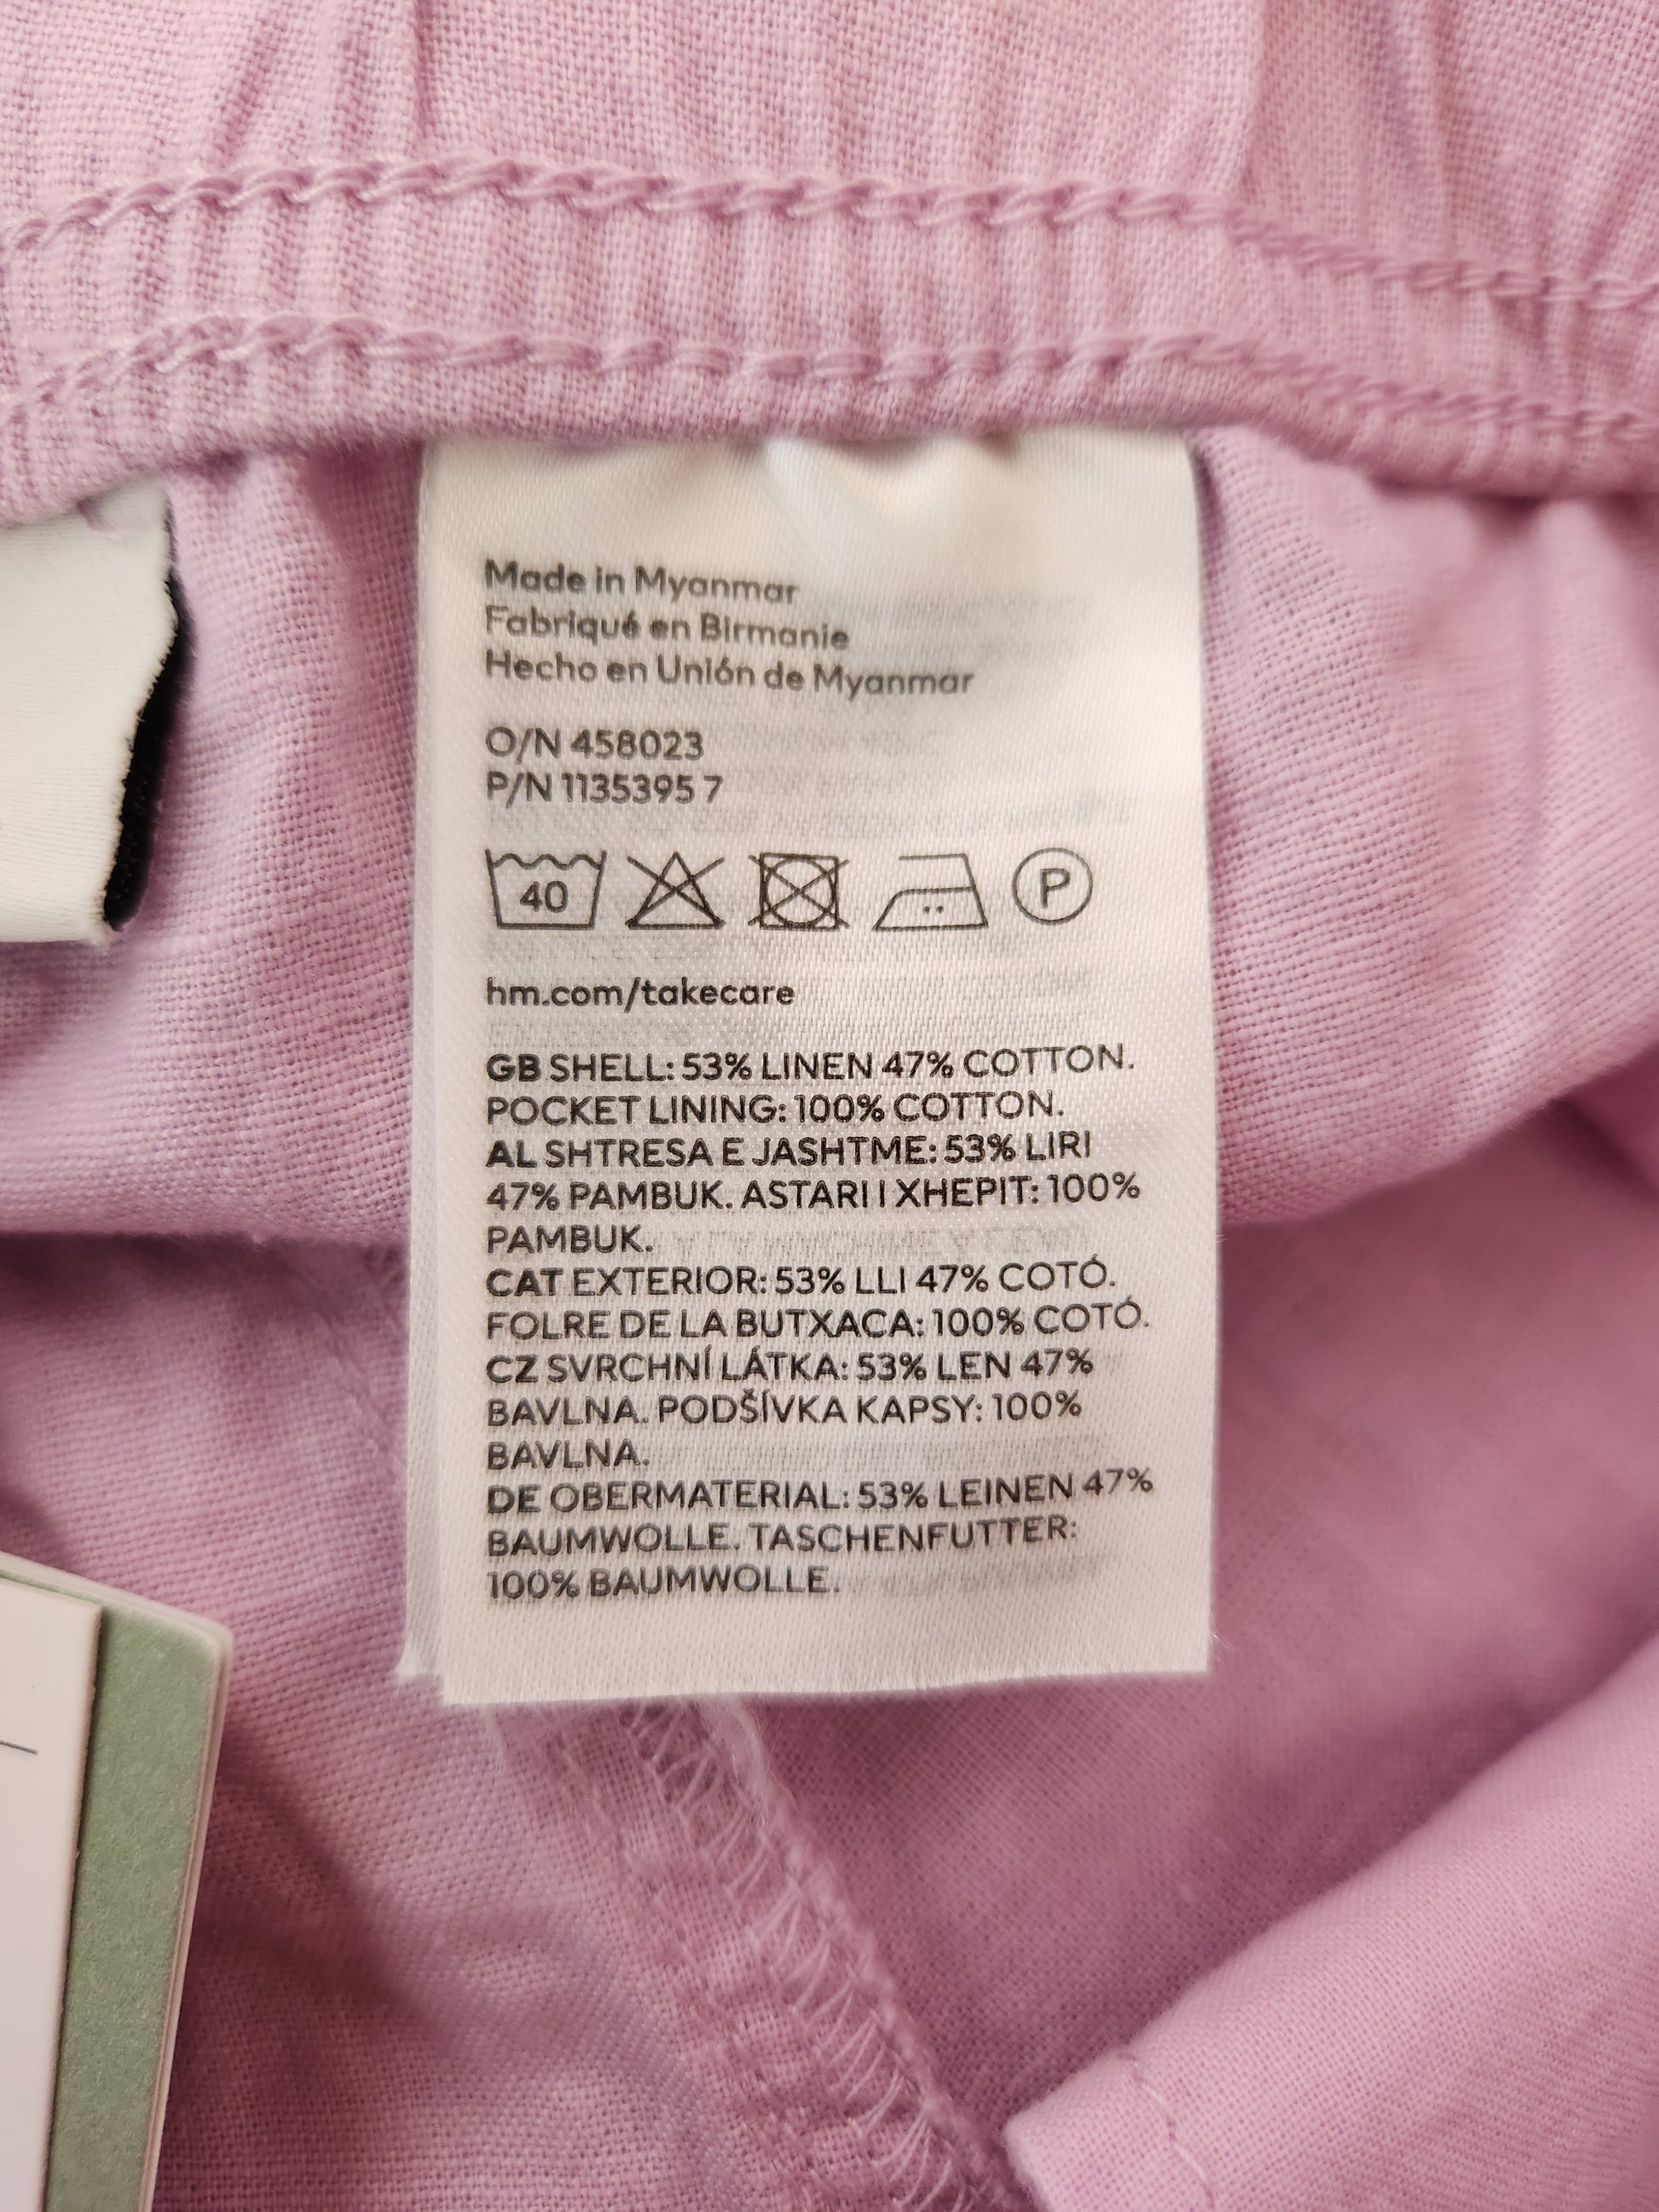 Made in Myanmar
Fabriqué en Birmanie
Hecho en Unión de Myanmar
O/N 458023
P/N 1135395 7
40 P
hm.com/takecare
GB SHELL: 53% LINEN 47% COTTON.
POCKET LINING: 100% COTTON.
AL SHTRESA E JASHTME: 53% LIRI
47% PAMBUK. ASTARI I XHEPIT: 100%
PAMBUK.
CAT EXTERIOR: 53% LLI 47% COTÓ.
FOLRE DE LA BUTXACA: 100% COTÓ.
CZ SVRCHNÍ LÁTKA: 53% LEN 47%
BAVLNA. PODŠÍVKA KAPSY: 100%
BAVLNA.
DE OBERMATERIAL: 53% LEINEN 47%
BAUMWOLLE. TASCHENFUTTER:
100% BAUMWOLLE.